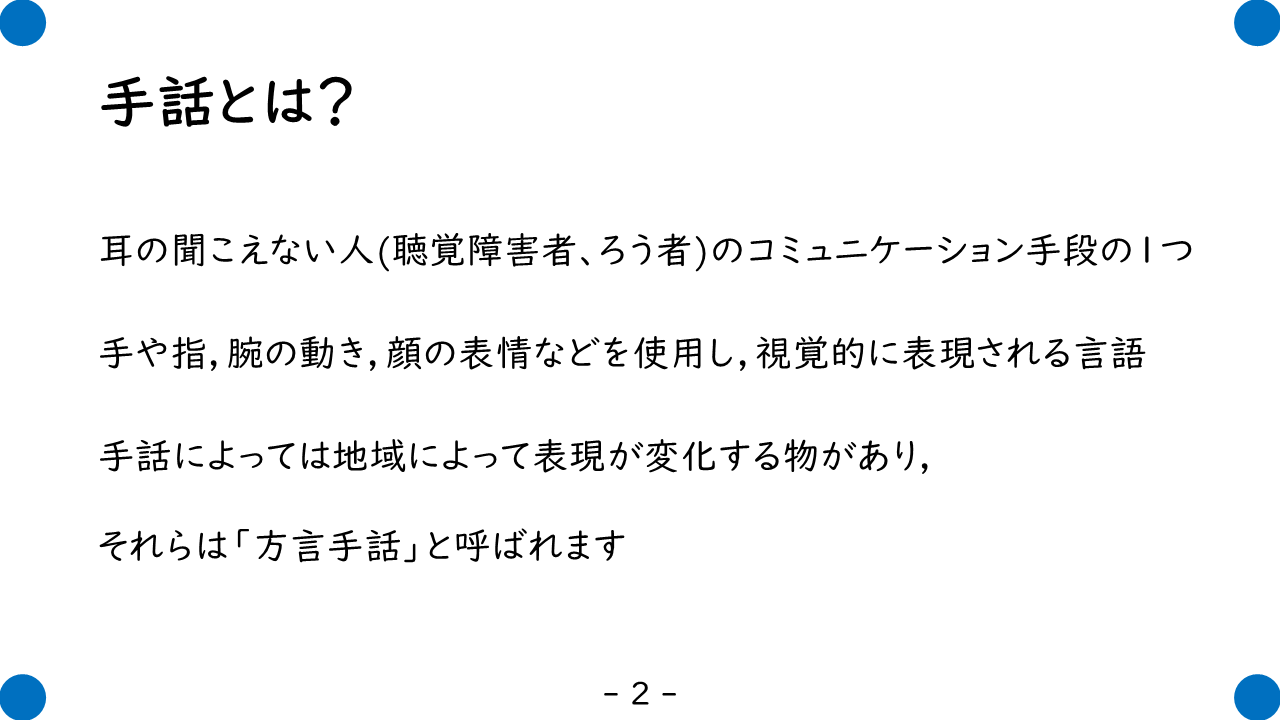 手話とは？
耳の聞こえない人(聴覚障害者、ろう者)のコミュニケーション手段の1つ
手や指,腕の動き,顔の表情などを使用し,視覚的に表現される言語
手話によっては地域によって表現が変化する物があり,
それらは「方言手話」と呼ばれます
- 2 -